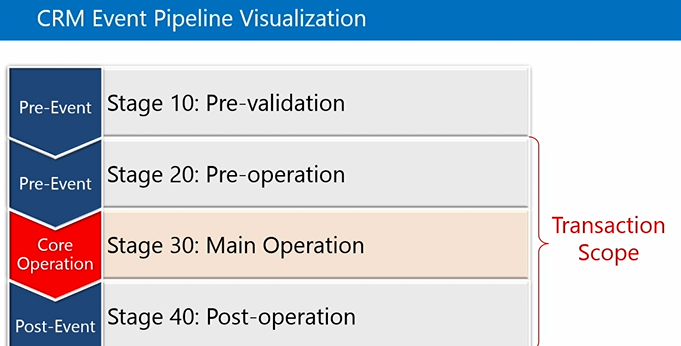 CRM Event Pipeline Visualization
Pre-Event
Stage 10: Pre-validation
Pre-Event
Stage 20: Pre-operation
Core
Operation
Stage 30: Main Operation
Transaction
Scope
Post-Event
Stage 40: Post-operation